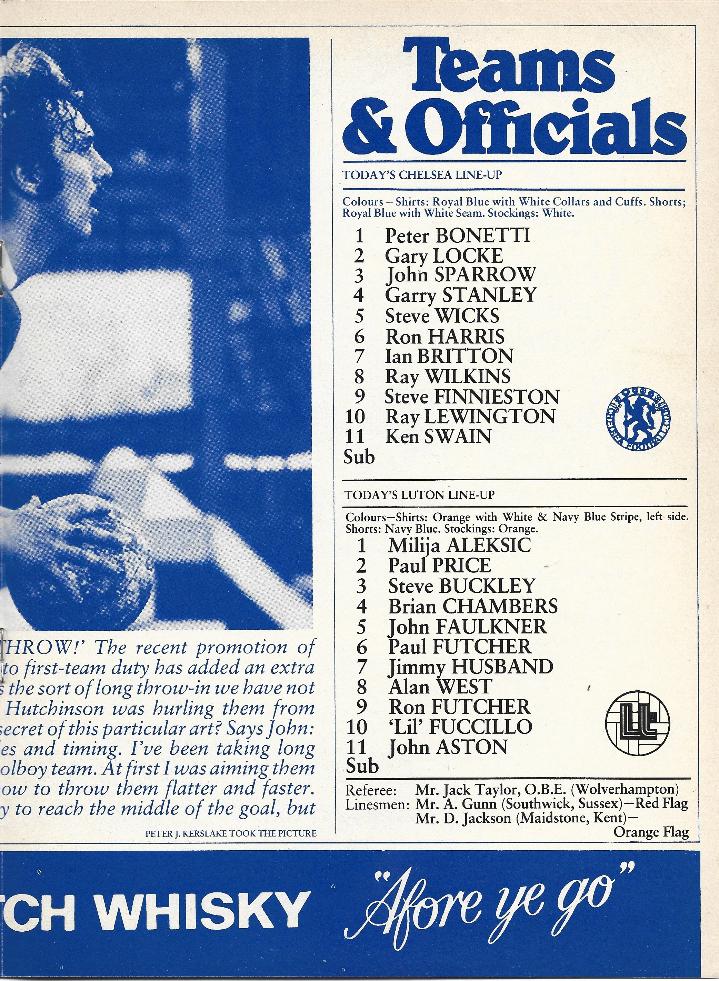 Teams
& Officials
TODAY'S CHELSEA LINE-UP
Colours – Shirts: Royal Blue with White Collars and Cuffs. Shorts;
Royal Blue with White Seam. Stockings: White.
1 Peter BONETTI
2 Gary LOCKE
3 John SPARROW
4 Garry STANLEY
5 Steve WICKS
6 Ron HARRIS
7 Ian BRITTON
8 Ray WILKINS
9 Steve FINNIESTON
10 Ray LEWINGTON
11 Ken SWAIN
Sub
CHELSEA FOOTBALL CLUB
TODAY'S LUTON LINE-UP
Colours—Shirts: Orange with White & Navy Blue Stripe, left side.
Shorts: Navy Blue. Stockings: Orange.
1 Milija ALEKSIC
2 Paul PRICE
3 Steve BUCKLEY
4 Brian CHAMBERS
5 John FAULKNER
6 Paul FUTCHER
7 Jimmy HUSBAND
8 Alan WEST
9 Ron FUTCHER
10 'Lil' FUCCILLO
11 John ASTON
Sub
Lt
Referee: Mr. Jack Taylor, O.B.E. (Wolverhampton)
Linesmen: Mr. A. Gunn (Southwick, Sussex)—Red Flag
Mr. D. Jackson (Maidstone, Kent)—
Orange Flag
THROW!' The recent promotion of
to first-team duty has added an extra
s the sort of long throw-in we have not
Hutchinson was hurling them from
secret of this particular art? Says John:
es and timing. I've been taking long
olboy team. At first I was aiming them
ow to throw them flatter and faster.
y to reach the middle of the goal, but
PETER J. KERSLAKE TOOK THE PICTURE
TCH WHISKY "Afore ye go"